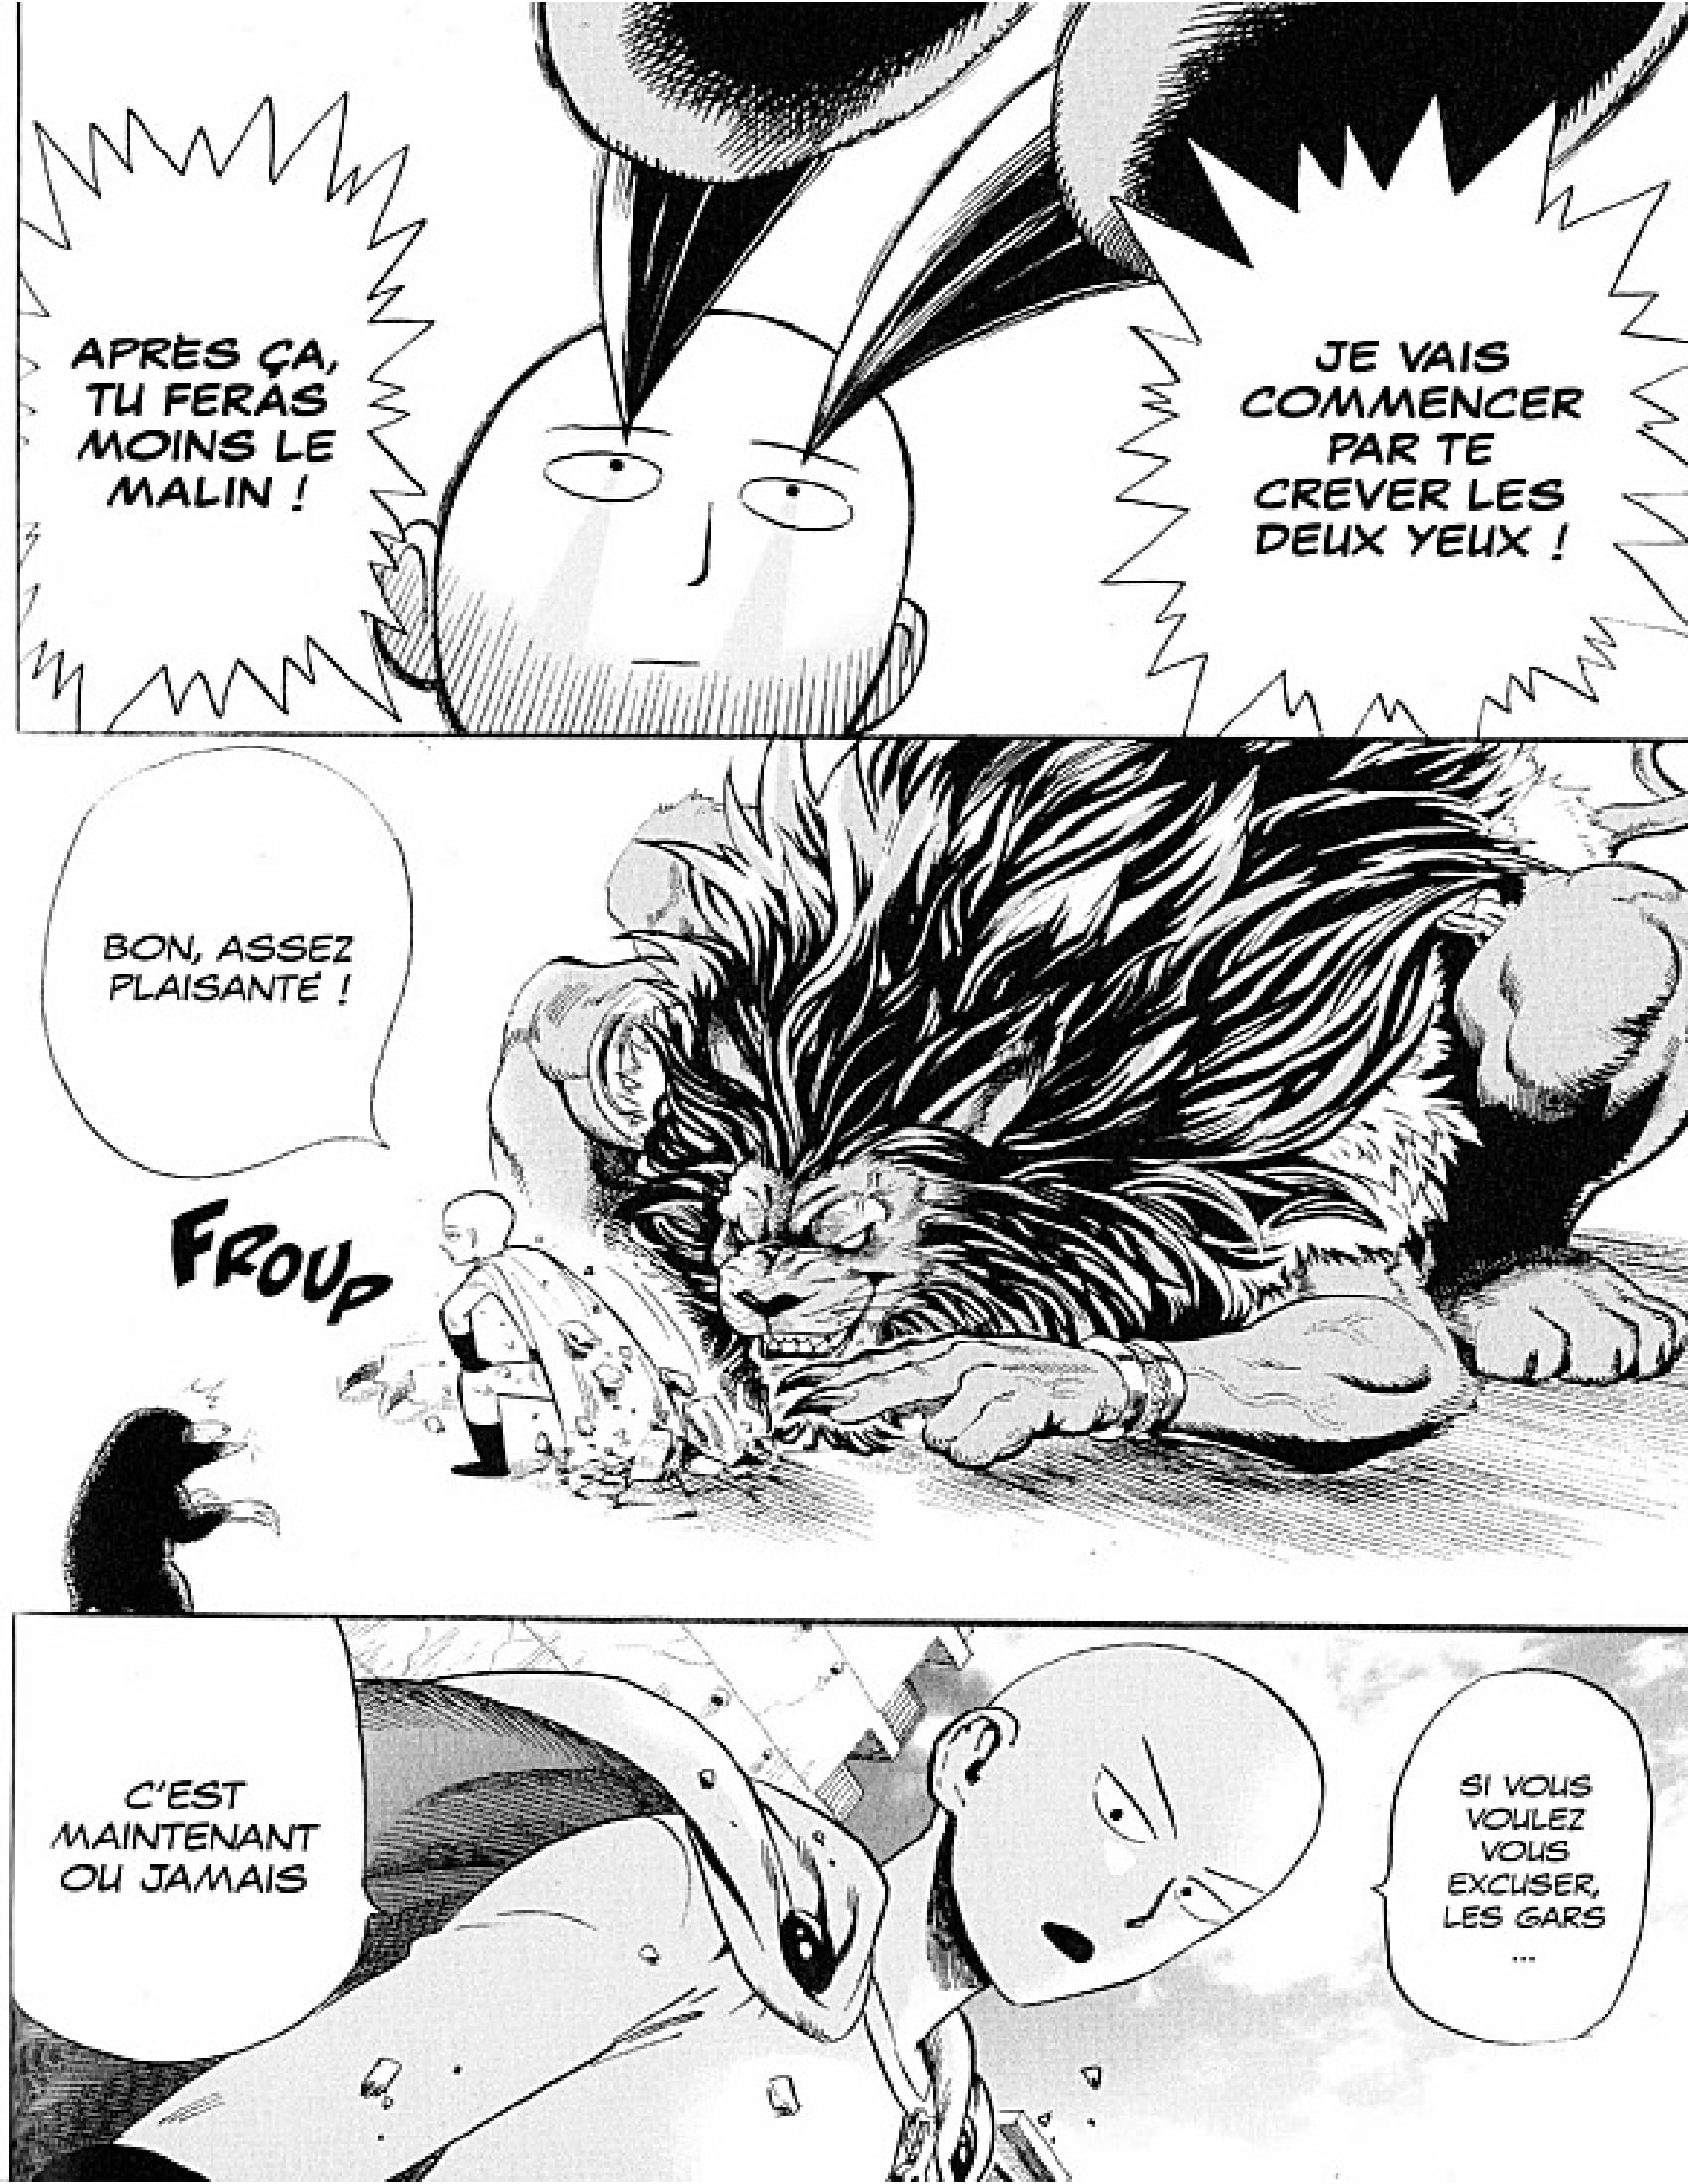 JE VAIS
COMMENCER
PAR TE
CREVER LES
DEUX YEUX !
APRÈS ÇA,
TU FERAS
MOINS LE
MALIN !
BON, ASSEZ
PLAISANTÉ !
FROUP
SI VOUS
VOULEZ
VOUS
EXCUSER,
LES GARS
...
C'EST
MAINTENANT
OU JAMAIS